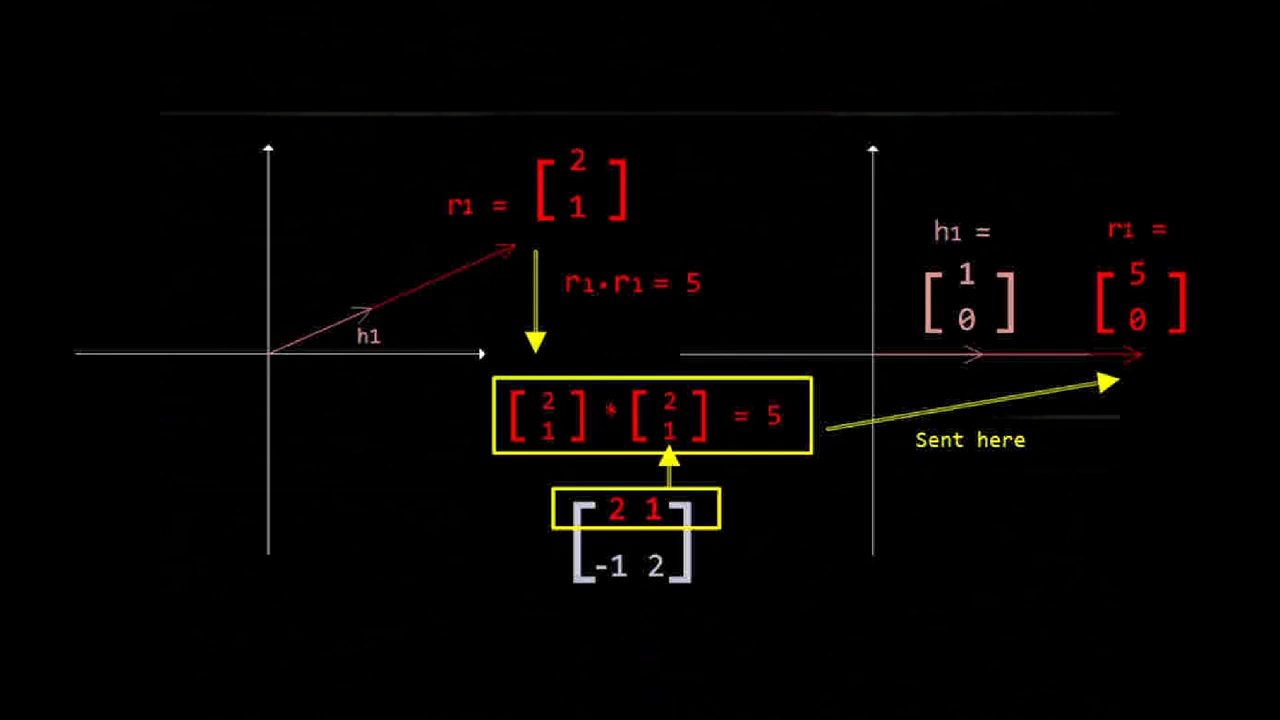 r1 = [ 2 1 ]
r1·r1 = 5
h1
[ 2 1 ] * [ 2 1 ] = 5
[ 2 1
-1 2 ]
h1 =
[ 1 0 ]
r1 =
[ 5 0 ]
Sent here